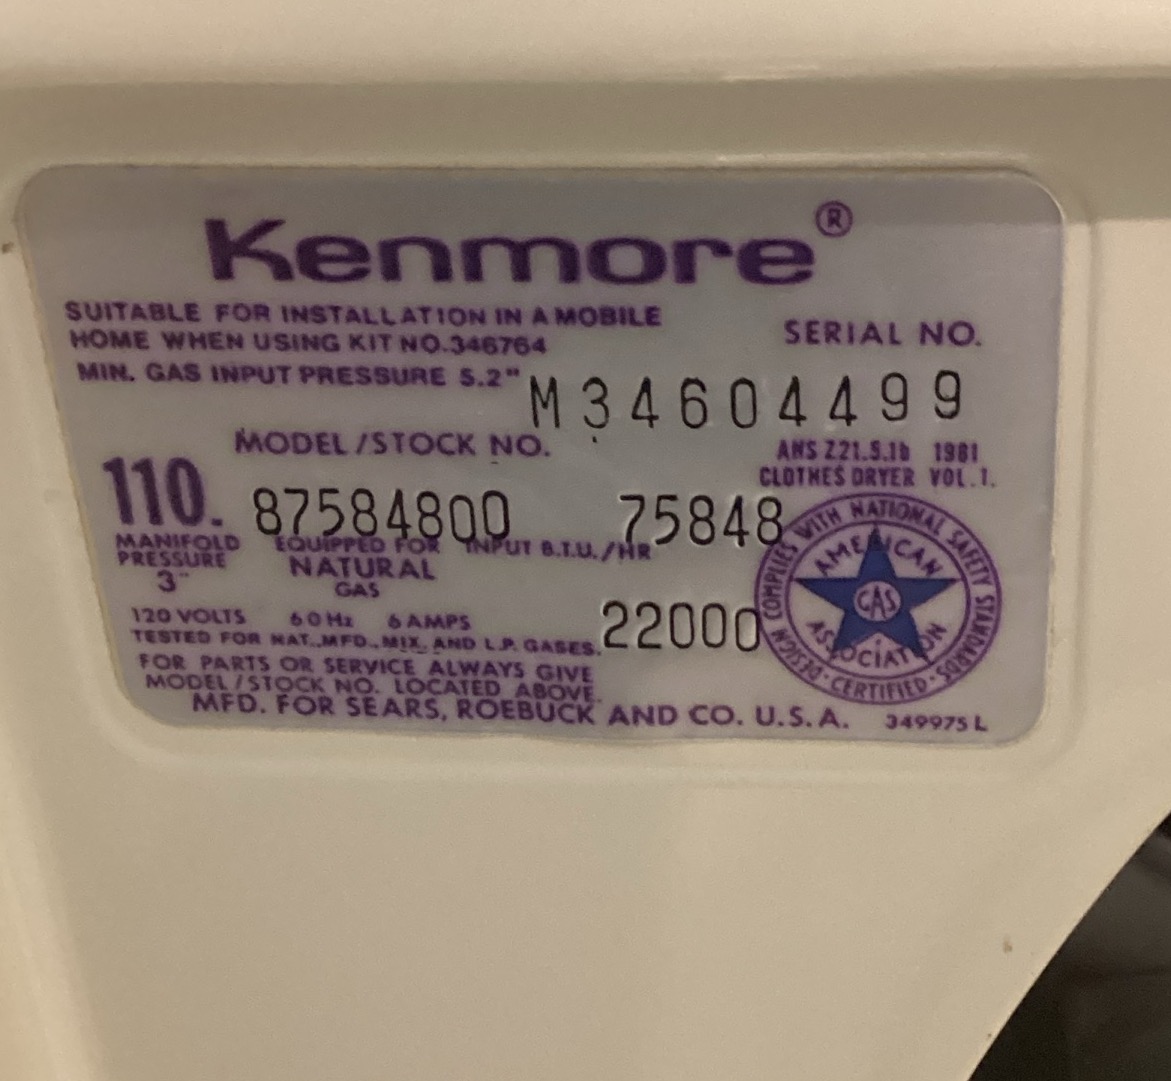 Kenmore®
SUITABLE FOR INSTALLATION IN A MOBILE
HOME WHEN USING KIT NO.346764
MIN. GAS INPUT PRESSURE 5.2"
SERIAL NO.
M34604499
MODEL/STOCK NO.
110. 87584800 75848
ANS Z21.5.1b 1981
CLOTHES DRYER VOL.1.
MANIFOLD
PRESSURE
3"
EQUIPPED FOR
NATURAL
GAS
INPUT B.T.U./HR
22000
120 VOLTS 60Hz 6 AMPS
TESTED FOR NAT.,MFD.,MIX, AND L.P. GASES.
FOR PARTS OR SERVICE ALWAYS GIVE
MODEL/STOCK NO. LOCATED ABOVE.
MFD. FOR SEARS, ROEBUCK AND CO. U.S.A. 349975L
DESIGN COMPLIES WITH NATIONAL SAFETY STANDARDS
CERTIFIED
AMERICAN
GAS
ASSOCIATION